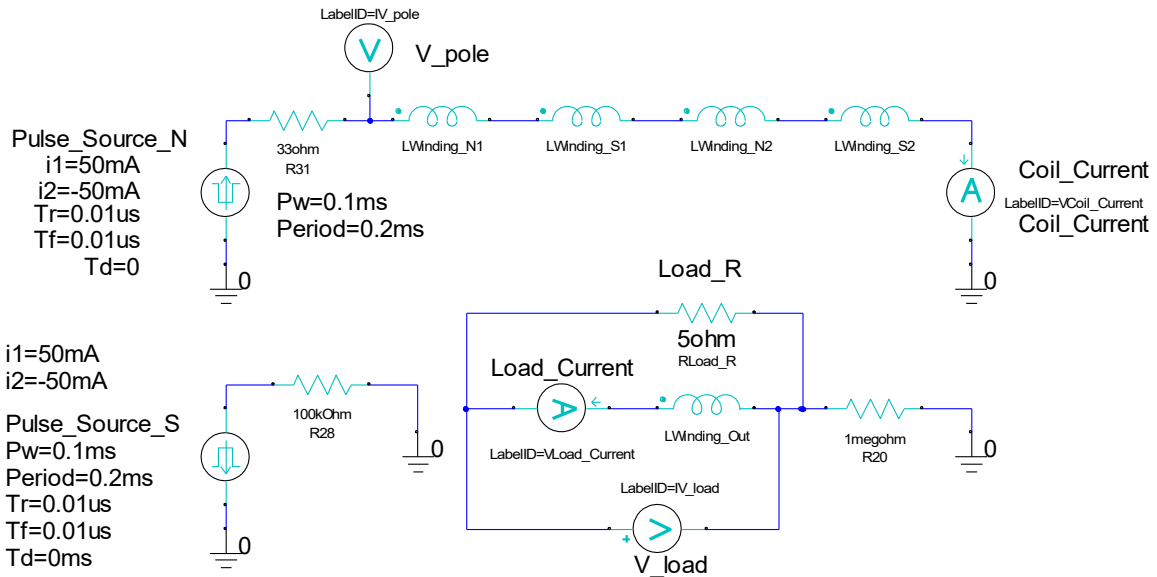 LabelID=IV_pole
V
V_pole
Pulse_Source_N
i1=50mA
i2=-50mA
Tr=0.01us
Tf=0.01us
Td=0
33ohm
R31
Pw=0.1ms
Period=0.2ms
LWinding_N1
LWinding_S1
LWinding_N2
LWinding_S2
A
Coil_Current
LabelID=VCoil_Current
Coil_Current
0
0
Load_R
5ohm
RLoad_R
i1=50mA
i2=-50mA
Pulse_Source_S
Pw=0.1ms
Period=0.2ms
Tr=0.01us
Tf=0.01us
Td=0ms
0
100kOhm
R28
0
Load_Current
A
LabelID=VLoad_Current
LWinding_Out
1megohm
R20
0
LabelID=IV_load
+
V
V_load